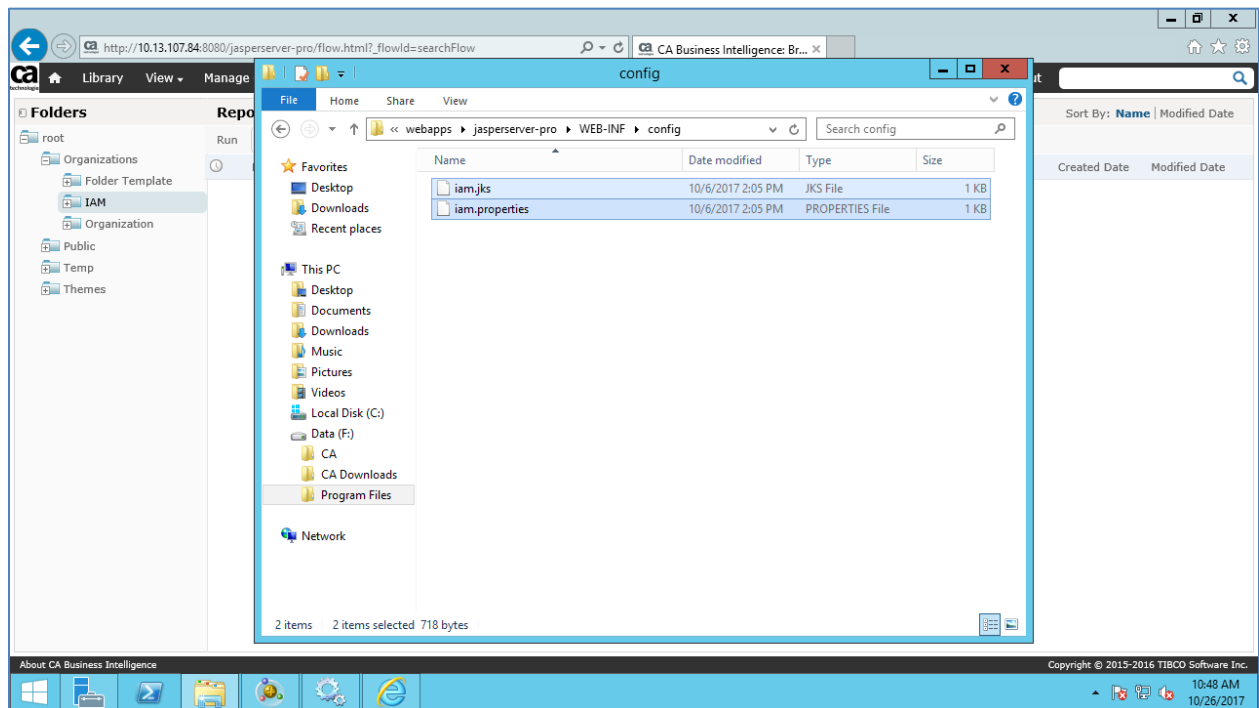 http://10.13.107.84:8080/jasperserver-pro/flow.html?_flowId=searchFlow
CA Business Intelligence: Br...
ca
technologies
Library View Manage
Folders
root
Organizations
Folder Template
IAM
Organization
Public
Temp
Themes
Repo
Run
Sort By: Name | Modified Date
Created Date Modified Date
config
File Home Share View
« webapps jasperserver-pro WEB-INF config
Search config
Favorites
Desktop
Downloads
Recent places
This PC
Desktop
Documents
Downloads
Music
Pictures
Videos
Local Disk (C:)
Data (F:)
CA
CA Downloads
Program Files
Network
Name Date modified Type Size
iam.jks 10/6/2017 2:05 PM JKS File 1 KB
iam.properties 10/6/2017 2:05 PM PROPERTIES File 1 KB
2 items 2 items selected 718 bytes
About CA Business Intelligence
Copyright © 2015-2016 TIBCO Software Inc.
10:48 AM
10/26/2017